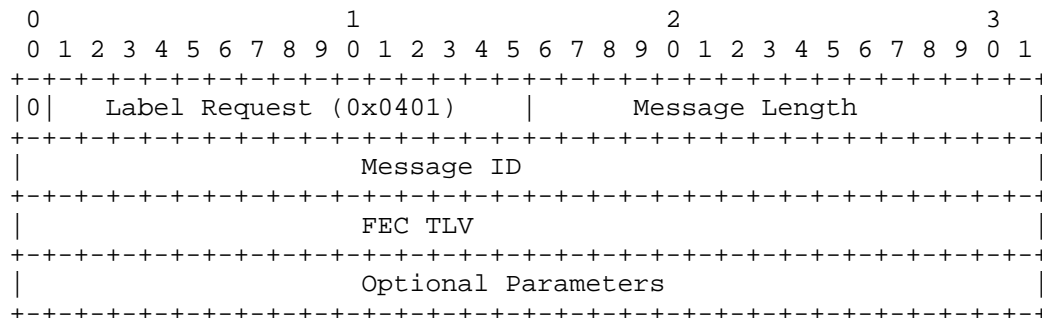 0                   1                   2                   3
 0 1 2 3 4 5 6 7 8 9 0 1 2 3 4 5 6 7 8 9 0 1 2 3 4 5 6 7 8 9 0 1
+-+-+-+-+-+-+-+-+-+-+-+-+-+-+-+-+-+-+-+-+-+-+-+-+-+-+-+-+-+-+-+-+
|0|   Label Request (0x0401)    |      Message Length           |
+-+-+-+-+-+-+-+-+-+-+-+-+-+-+-+-+-+-+-+-+-+-+-+-+-+-+-+-+-+-+-+-+
|                     Message ID                                |
+-+-+-+-+-+-+-+-+-+-+-+-+-+-+-+-+-+-+-+-+-+-+-+-+-+-+-+-+-+-+-+-+
|                     FEC TLV                                   |
+-+-+-+-+-+-+-+-+-+-+-+-+-+-+-+-+-+-+-+-+-+-+-+-+-+-+-+-+-+-+-+-+
|                     Optional Parameters                       |
+-+-+-+-+-+-+-+-+-+-+-+-+-+-+-+-+-+-+-+-+-+-+-+-+-+-+-+-+-+-+-+-+